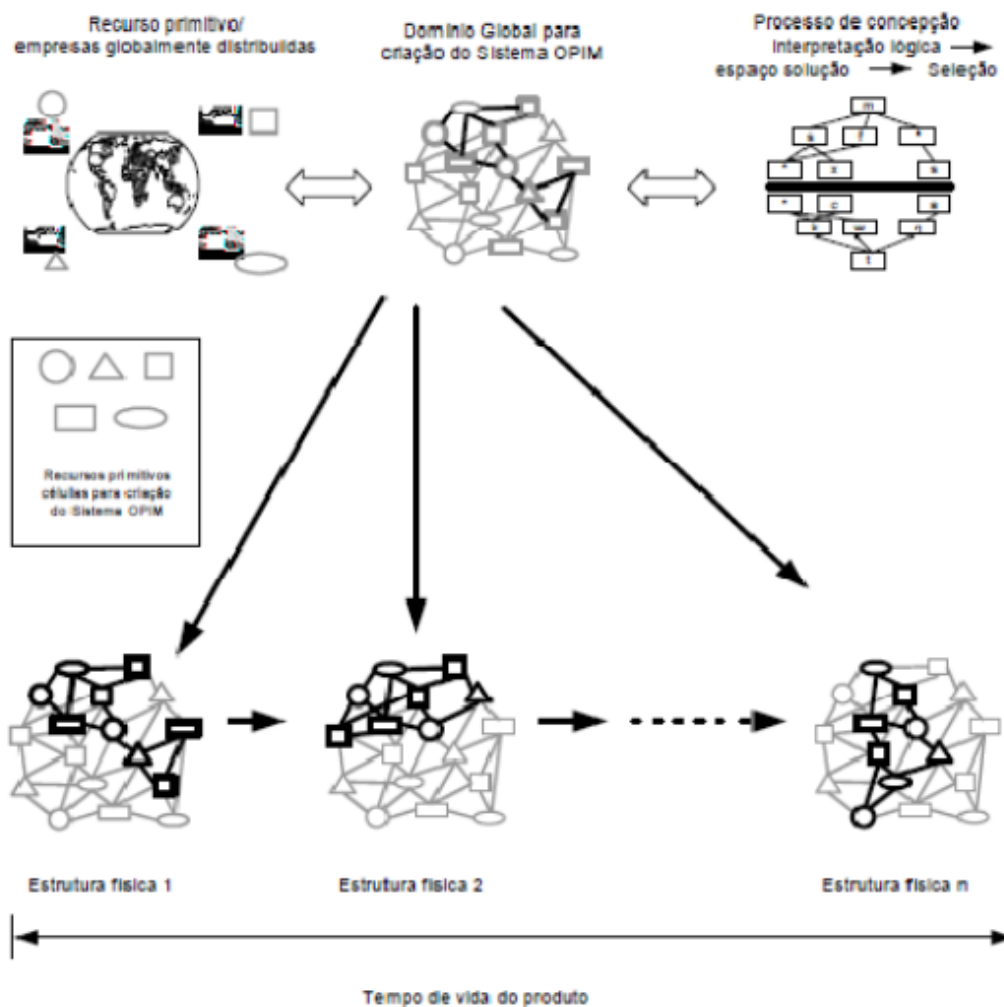 Recurso primitivo/
empresas globalmente distribuídas
Domínio Global para
criação do Sistema OPIM
Processo de concepção
Interpretação lógica
espaço solução Seleção
m
s f *
* x s
* c e
w q
t
Recursos primitivos
células para criação
do Sistema OPIM
Estrutura física 1
Estrutura física 2
Estrutura física n
Tempo de vida do produto